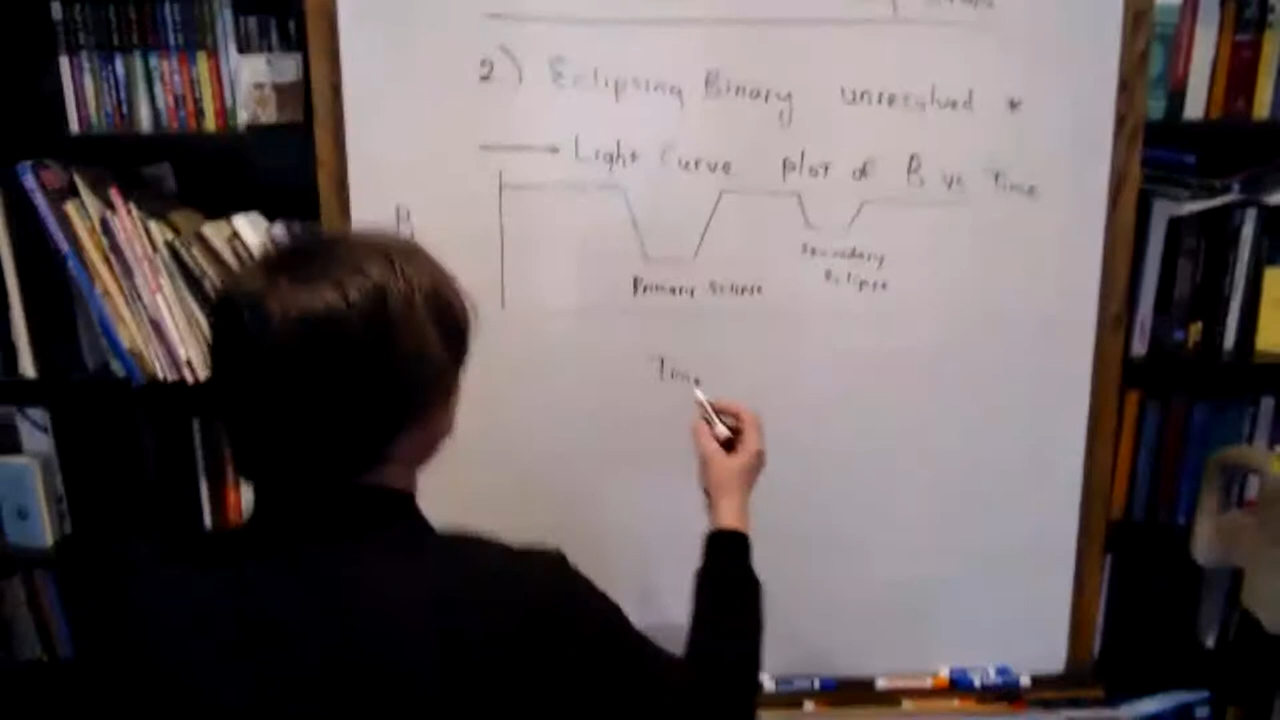 2) Eclipsing Binary unresolved *
Light Curve plot of B vs Time
B
Secondary
Eclipse
Primary Eclipse
Time